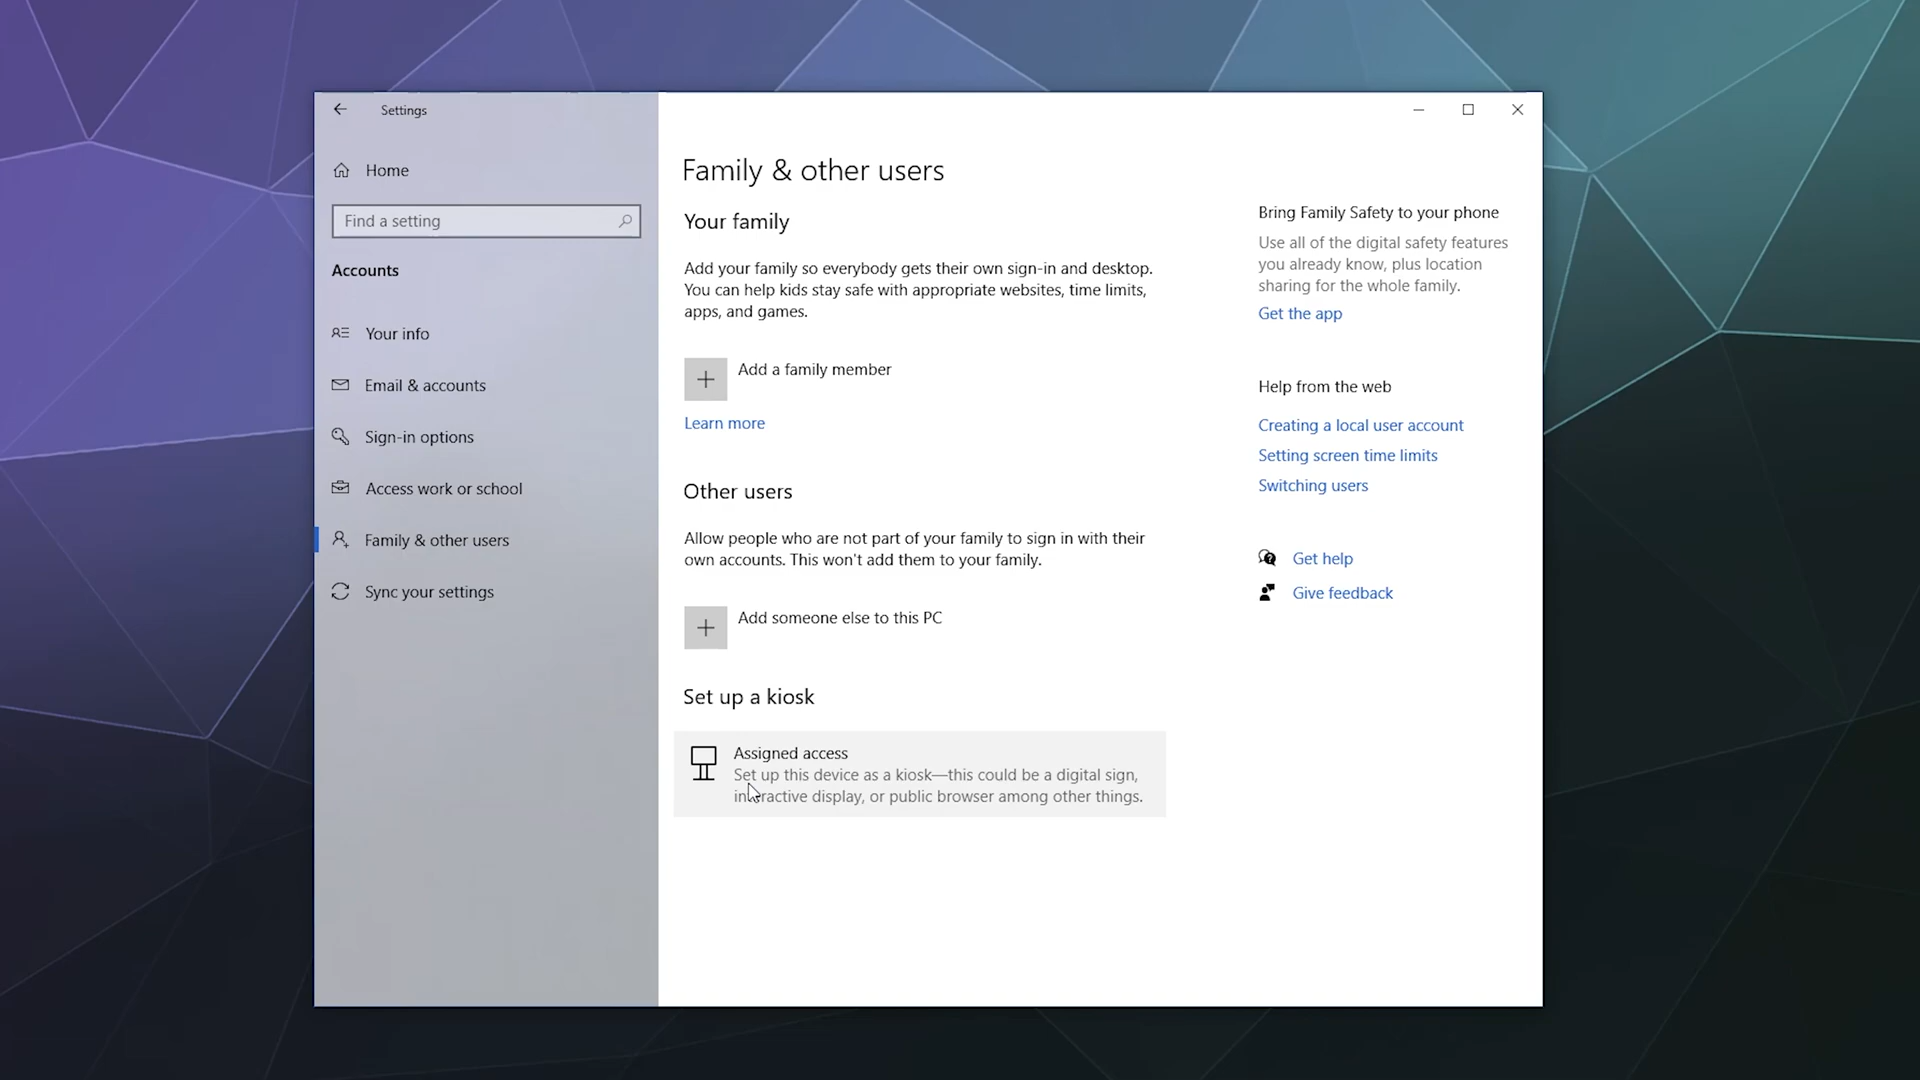 Settings
Home
Find a setting
Accounts
Your info
Email & accounts
Sign-in options
Access work or school
Family & other users
Sync your settings
Family & other users
Your family
Add your family so everybody gets their own sign-in and desktop.
You can help kids stay safe with appropriate websites, time limits,
apps, and games.
Add a family member
Learn more
Other users
Allow people who are not part of your family to sign in with their
own accounts. This won't add them to your family.
Add someone else to this PC
Set up a kiosk
Assigned access
Set up this device as a kiosk—this could be a digital sign,
interactive display, or public browser among other things.
Bring Family Safety to your phone
Use all of the digital safety features
you already know, plus location
sharing for the whole family.
Get the app
Help from the web
Creating a local user account
Setting screen time limits
Switching users
Get help
Give feedback